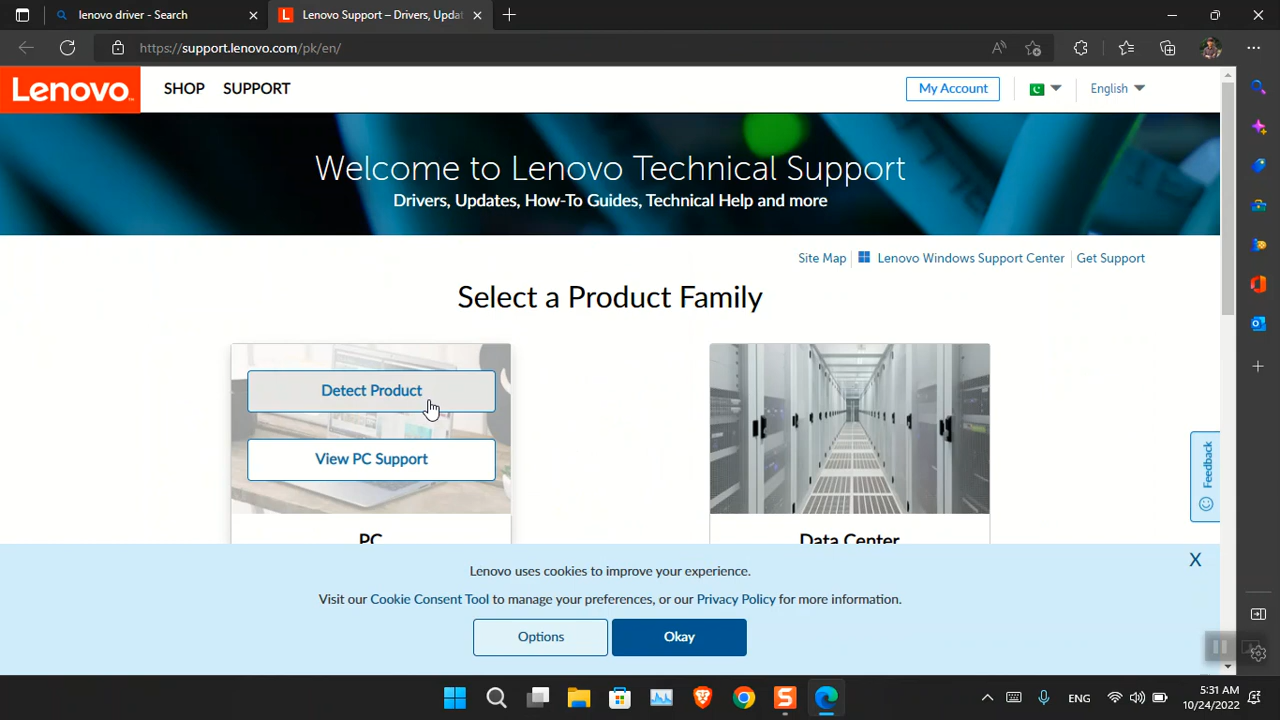 lenovo driver - Search
Lenovo Support – Drivers, Updat
https://support.lenovo.com/pk/en/
Lenovo
SHOP
SUPPORT
My Account
English
Welcome to Lenovo Technical Support
Drivers, Updates, How-To Guides, Technical Help and more
Site Map
Lenovo Windows Support Center
Get Support
Select a Product Family
Detect Product
View PC Support
Feedback
PC
Data Center
Lenovo uses cookies to improve your experience.
X
Visit our Cookie Consent Tool to manage your preferences, or our Privacy Policy for more information.
Options
Okay
ENG
5:31 AM
10/24/2022